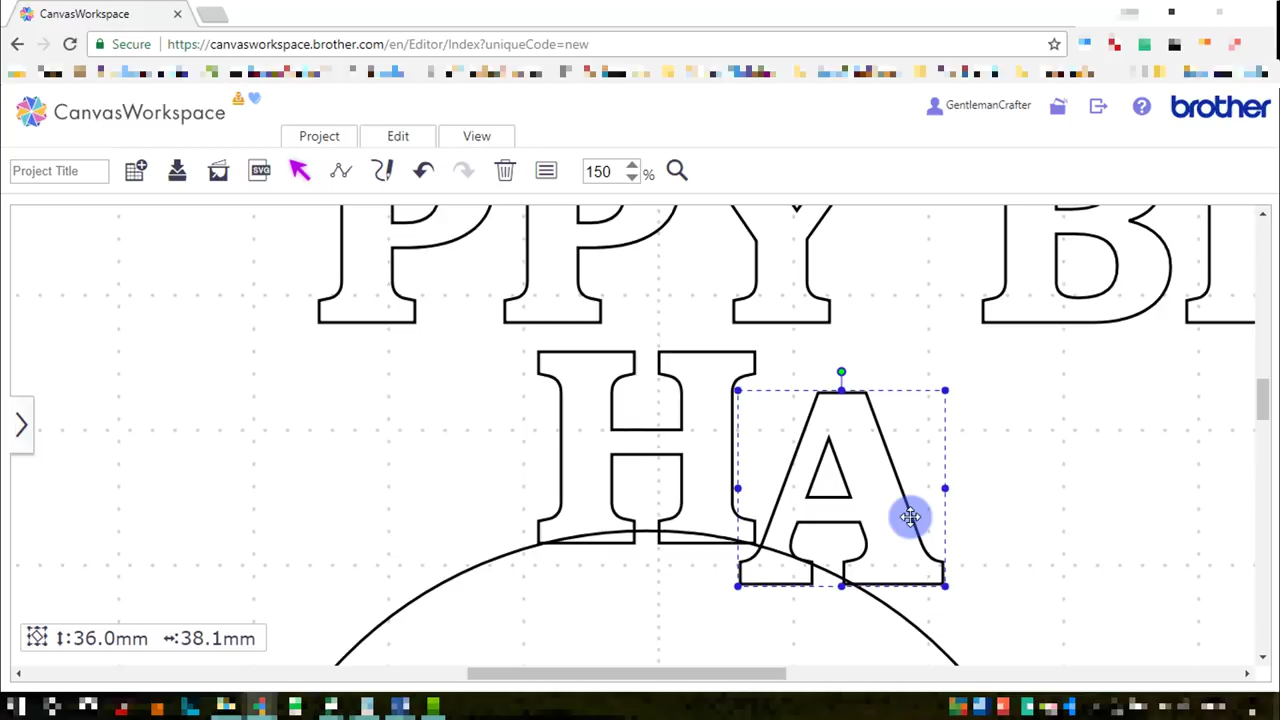 CanvasWorkspace
Secure https://canvasworkspace.brother.com/en/Editor/Index?uniqueCode=new
CanvasWorkspace
GentlemanCrafter
brother
Project Edit View
Project Title
SVG
150 %
PPY B
H A
36.0mm 38.1mm